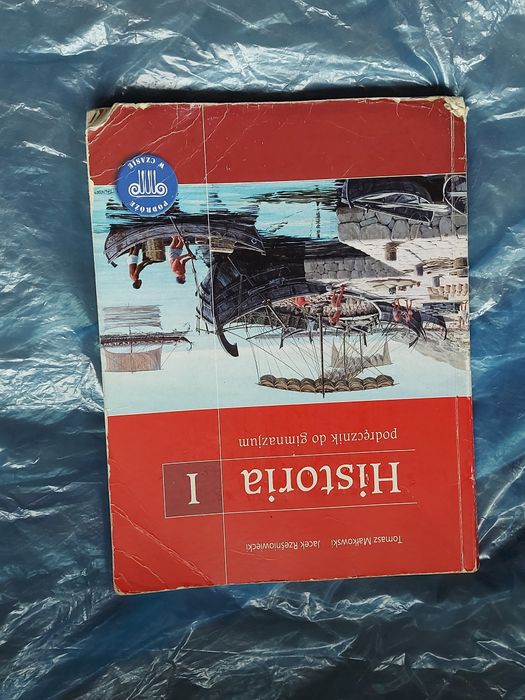 Tomasz Małkowski Jacek Rześniowiecki
Historia I
podręcznik do gimnazjum
PODRÓŻE
W CZASIE